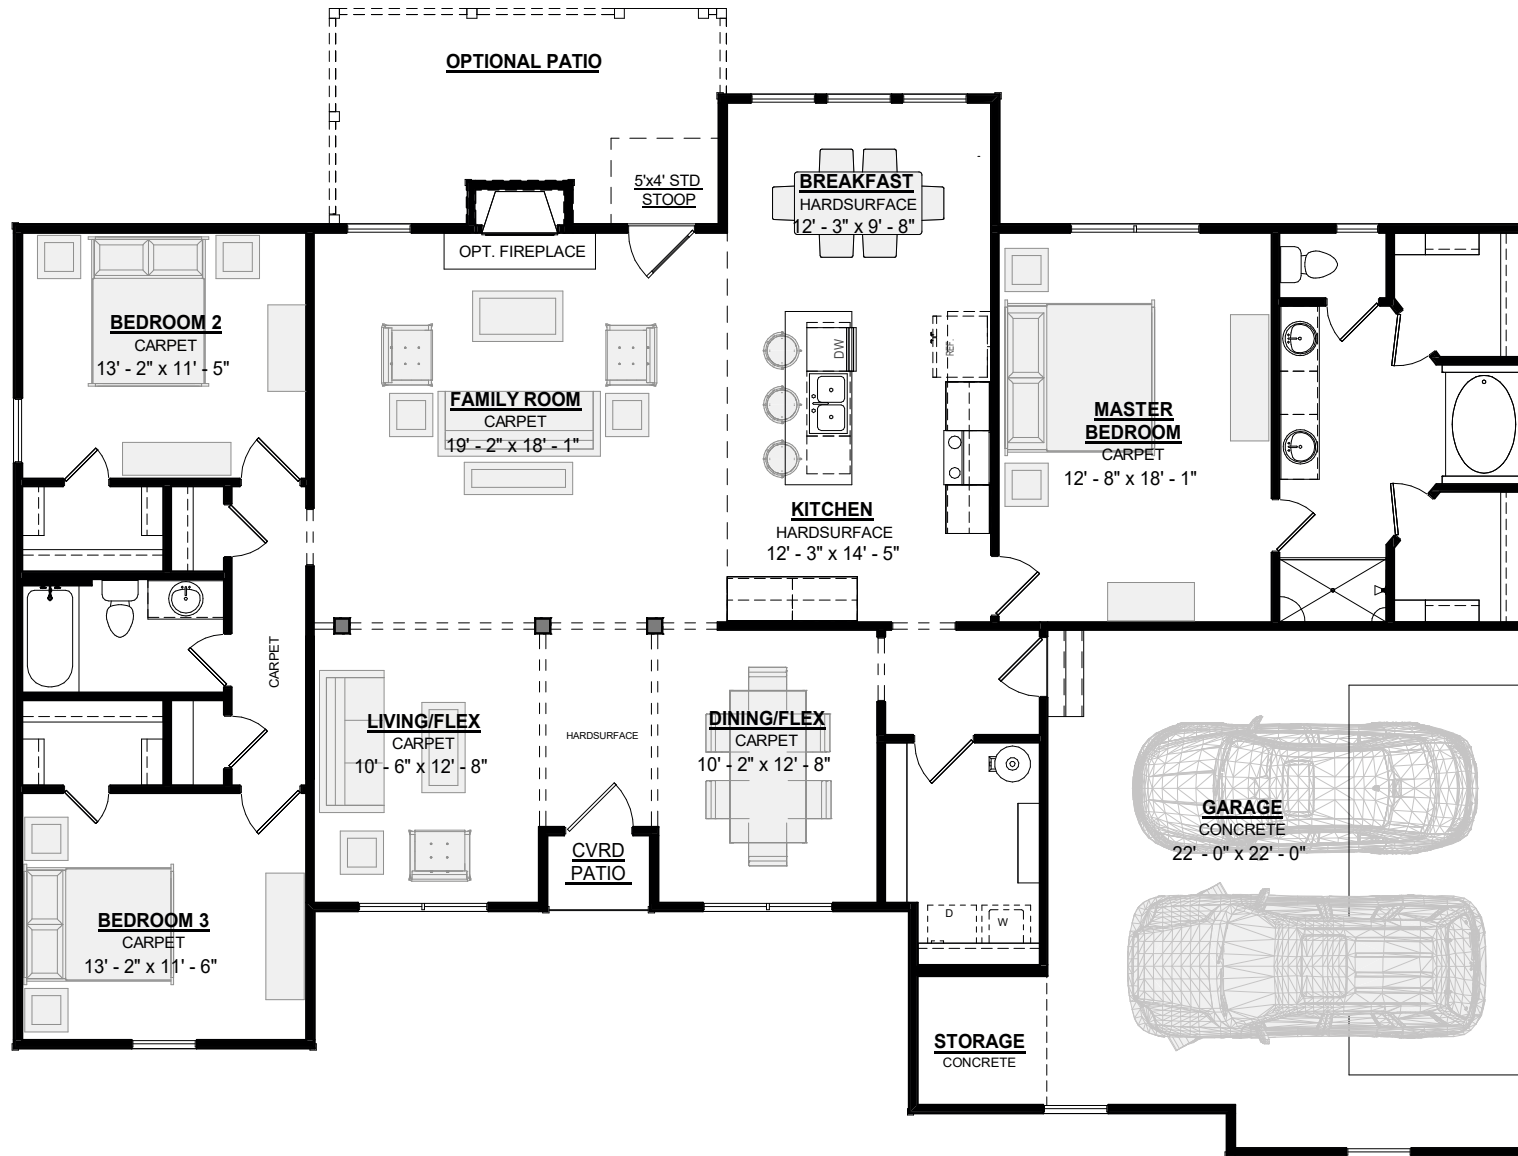 OPTIONAL PATIO
5'x4' STD
STOOP
BREAKFAST
HARDSURFACE
12' - 3" x 9' - 8"
OPT. FIREPLACE
BEDROOM 2
CARPET
13' - 2" x 11' - 5"
FAMILY ROOM
CARPET
19' - 2" x 18' - 1"
DW
REF.
MASTER
BEDROOM
CARPET
12' - 8" x 18' - 1"
KITCHEN
HARDSURFACE
12' - 3" x 14' - 5"
CARPET
LIVING/FLEX
CARPET
10' - 6" x 12' - 8"
HARDSURFACE
DINING/FLEX
CARPET
10' - 2" x 12' - 8"
GARAGE
CONCRETE
22' - 0" x 22' - 0"
CVRD
PATIO
BEDROOM 3
CARPET
13' - 2" x 11' - 6"
D
W
STORAGE
CONCRETE